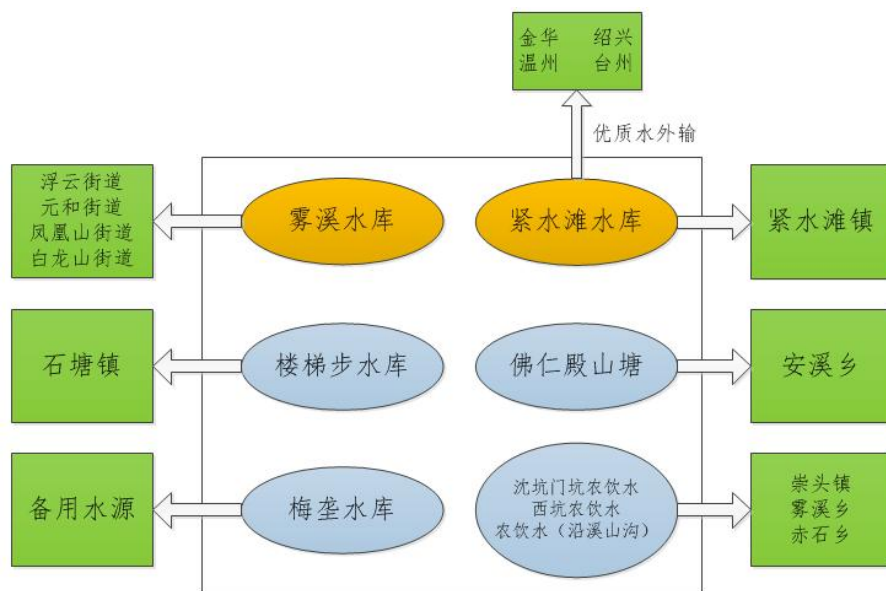 金华 绍兴
温州 台州
优质水外输
浮云街道
元和街道
凤凰山街道
白龙山街道
雾溪水库
紧水滩水库
紧水滩镇
石塘镇
楼梯步水库
佛仁殿山塘
安溪乡
备用水源
梅垄水库
沈坑门坑农饮水
西坑农饮水
农饮水（沿溪山沟）
崇头镇
雾溪乡
赤石乡